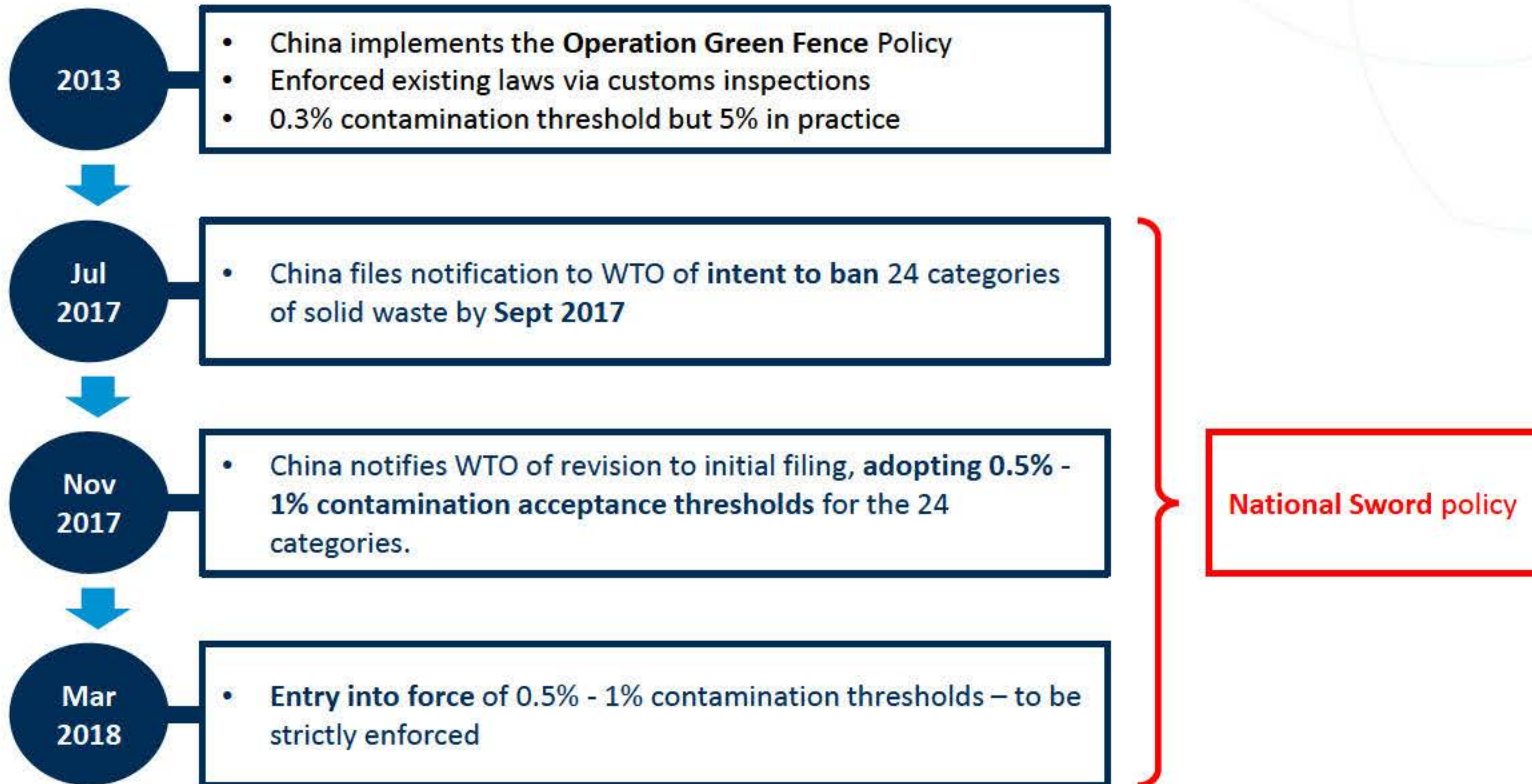 2013
• China implements the Operation Green Fence Policy
• Enforced existing laws via customs inspections
• 0.3% contamination threshold but 5% in practice
Jul
2017
• China files notification to WTO of intent to ban 24 categories
of solid waste by Sept 2017
Nov
2017
• China notifies WTO of revision to initial filing, adopting 0.5% -
1% contamination acceptance thresholds for the 24
categories.
Mar
2018
• Entry into force of 0.5% - 1% contamination thresholds – to be
strictly enforced
National Sword policy